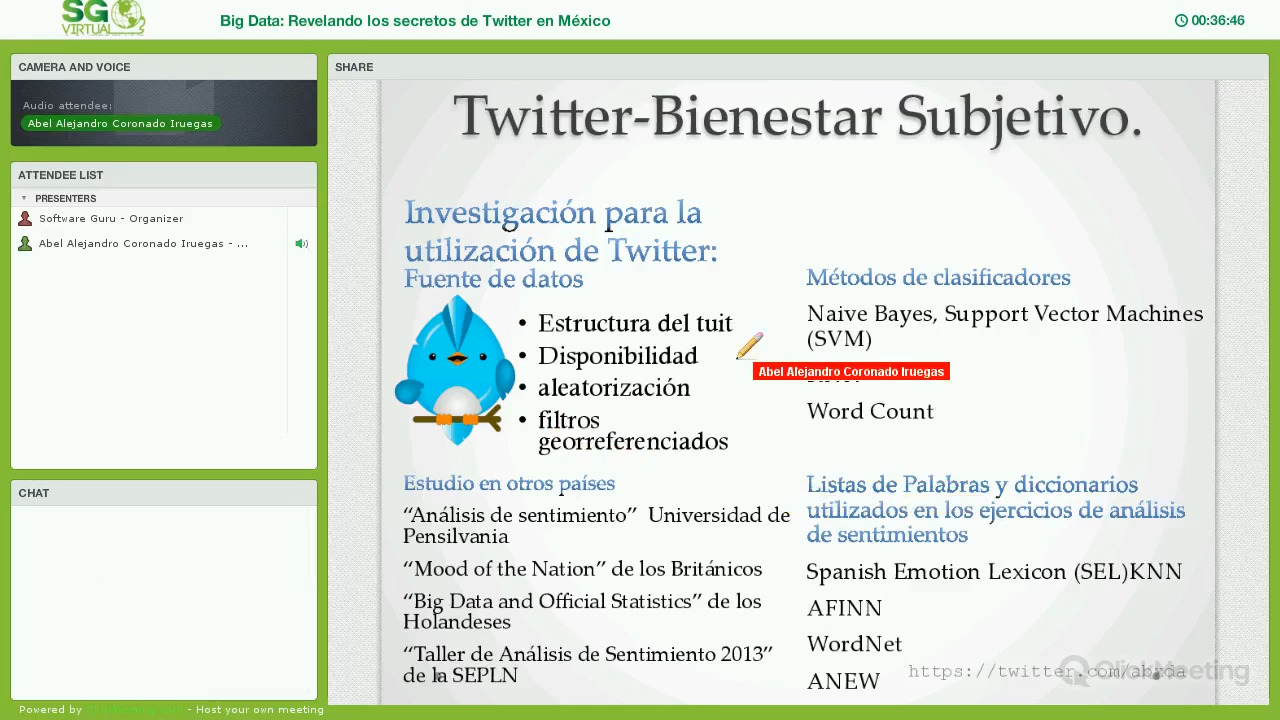 SG
VIRTUAL
Big Data: Revelando los secretos de Twitter en México
00:36:46
CAMERA AND VOICE
Audio attendee:
Abel Alejandro Coronado Iruegas
ATTENDEE LIST
PRESENTERS
Software Guru - Organizer
Abel Alejandro Coronado Iruegas - ...
CHAT
Powered by ClickMeeting.com - Host your own meeting
SHARE
Twitter-Bienestar Subjetivo.
Investigación para la
utilización de Twitter:
Fuente de datos
• Estructura del tuit
• Disponibilidad
• aleatorización
• filtros
georreferenciados
Métodos de clasificadores
Naive Bayes, Support Vector Machines
(SVM)
Abel Alejandro Coronado Iruegas
Word Count
Estudio en otros países
“Análisis de sentimiento” Universidad de
Pensilvania
“Mood of the Nation” de los Británicos
“Big Data and Official Statistics” de los
Holandeses
“Taller de Análisis de Sentimiento 2013”
de la SEPLN
Listas de Palabras y diccionarios
utilizados en los ejercicios de análisis
de sentimientos
Spanish Emotion Lexicon (SEL)KNN
AFINN
WordNet
ANEW
ClickMeeting